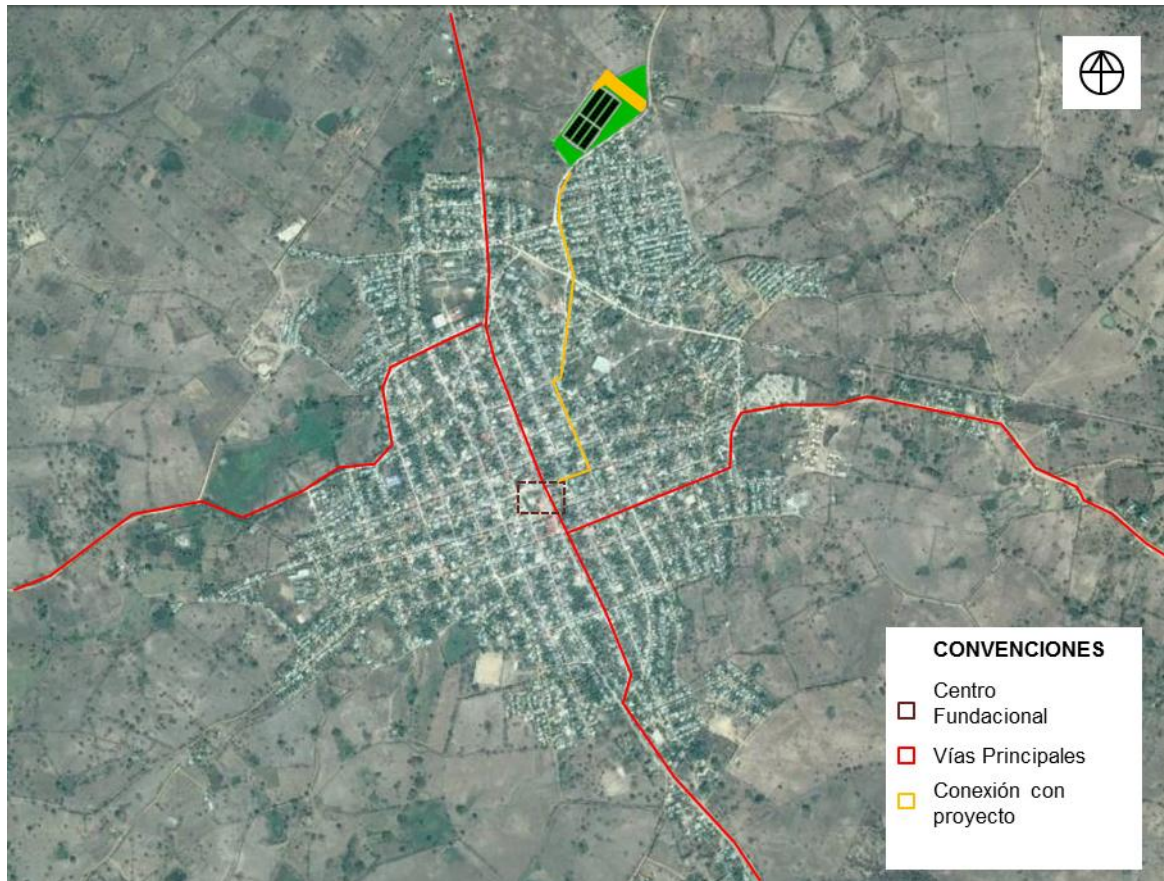 CONVENCIONES
Centro
Fundacional
Vías Principales
Conexión con
proyecto